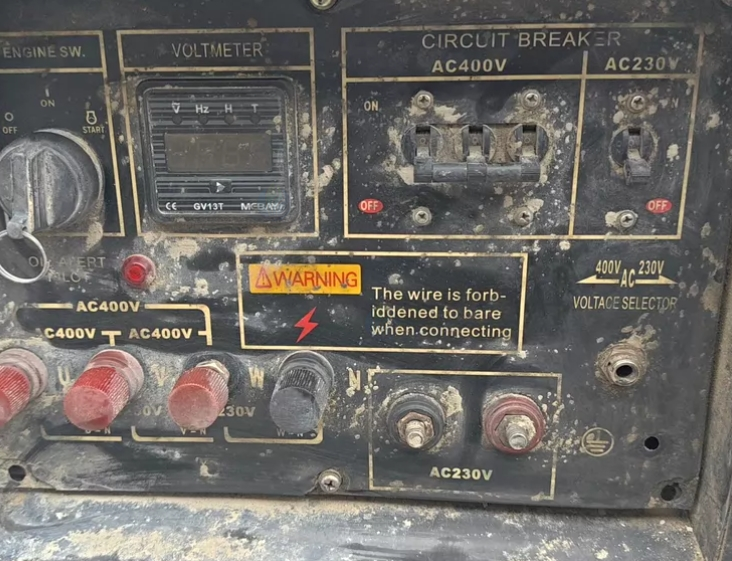 ENGINE SW.
ON
OFF
START
VOLTMETER
V Hz H T
CE GV13T MEBAY
CIRCUIT BREAKER
AC400V
AC230V
ON
OFF
OFF
WARNING
The wire is forb-
iddened to bare
when connecting
400V 230V
AC
VOLTAGE SELECTOR
AC400V
AC400V
AC400V
U
V
W
N
230V
AC230V